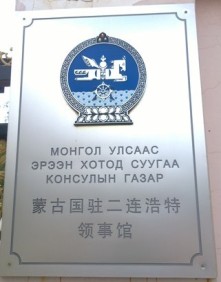 МОНГОЛ УЛСААС
ЭРЭЭН ХОТОД СУУГАА
КОНСУЛЫН ГАЗАР
蒙古国驻二连浩特
领事馆